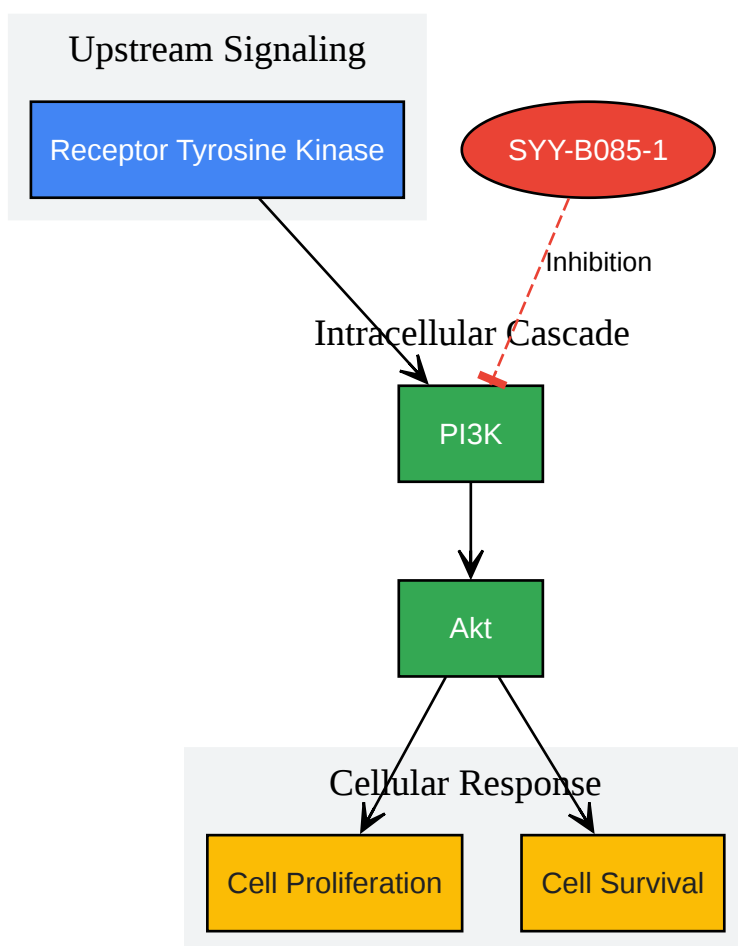 Upstream Signaling
Receptor Tyrosine Kinase
SYY-B085-1
Inhibition
Intracellular Cascade
PI3K
Akt
Cellular Response
Cell Proliferation
Cell Survival